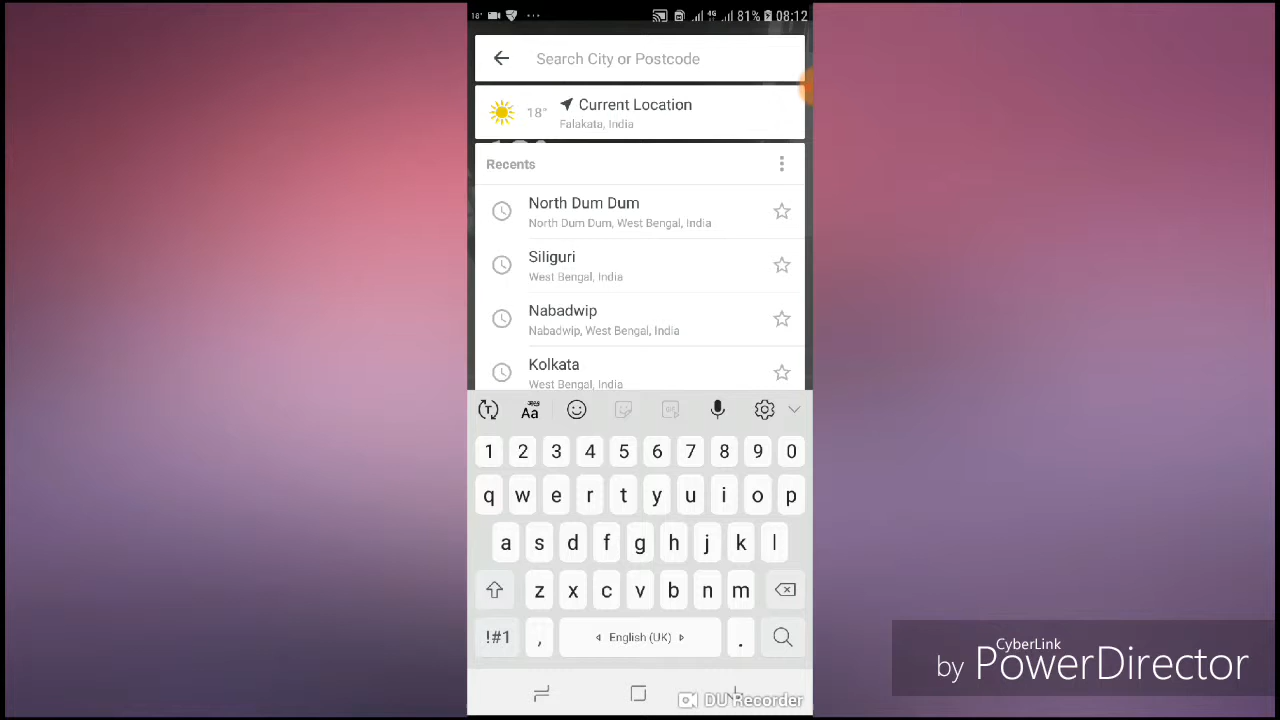 18° ... 4G 81% 08:12
Search City or Postcode
18° Current Location
Falakata, India
Recents
North Dum Dum
North Dum Dum, West Bengal, India
Siliguri
West Bengal, India
Nabadwip
Nabadwip, West Bengal, India
Kolkata
West Bengal, India
T Aa
1 2 3 4 5 6 7 8 9 0
q w e r t y u i o p
a s d f g h j k l
z x c v b n m
!#1 , English (UK) .
DU Recorder
CyberLink
by PowerDirector